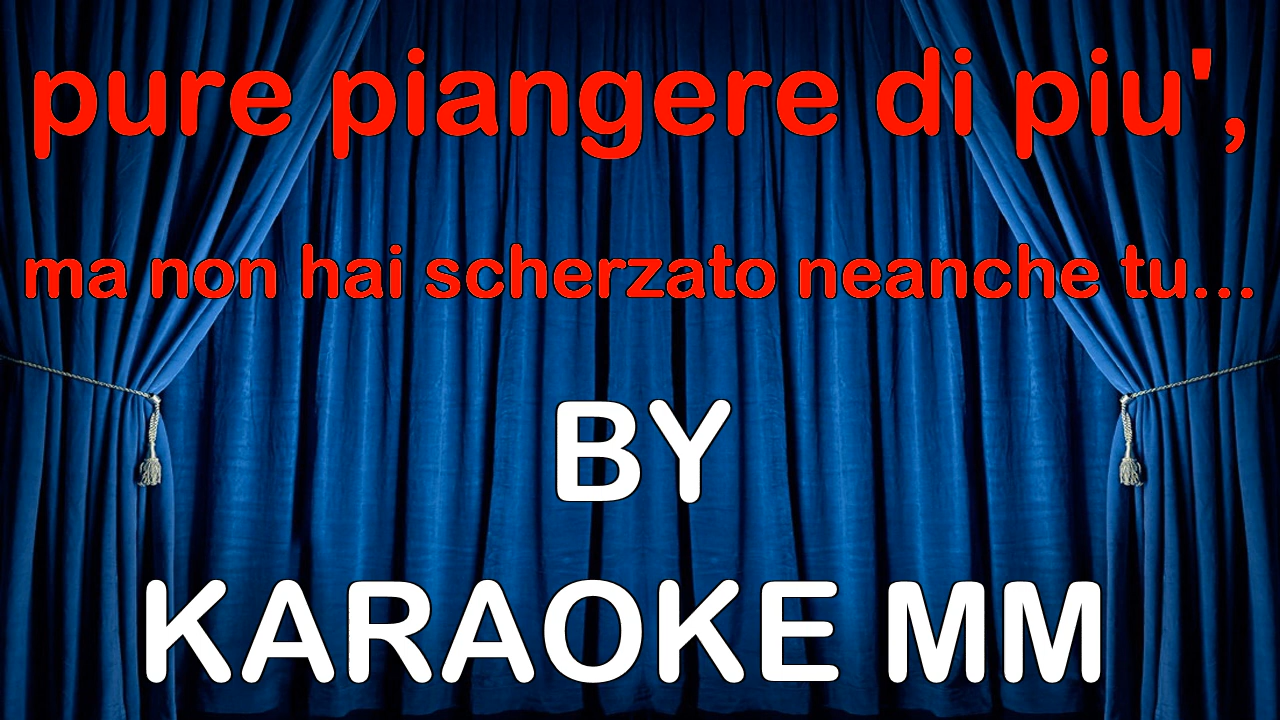 pure piangere di piu',
ma non hai scherzato neanche tu...
BY
KARAOKE MM